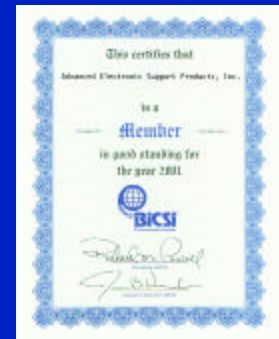 This certifies that
Advanced Electronic Support Products, Inc.
is a
Member
in good standing for
the year 2001
BiCSi